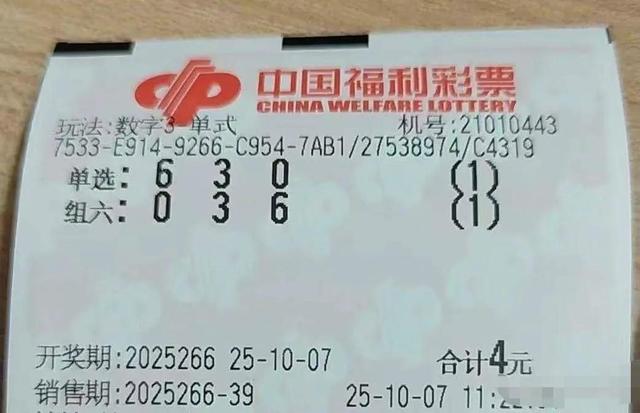 中国福利彩票
CHINA WELFARE LOTTERY
玩法:数字3 单式 机号:21010443
7533-E914-9266-C954-7AB1/27538974/C4319
单选: 6 3 0 {1}
组六: 0 3 6 {1}
开奖期:2025266 25-10-07 合计4元
销售期:2025266-39 25-10-07 11:22